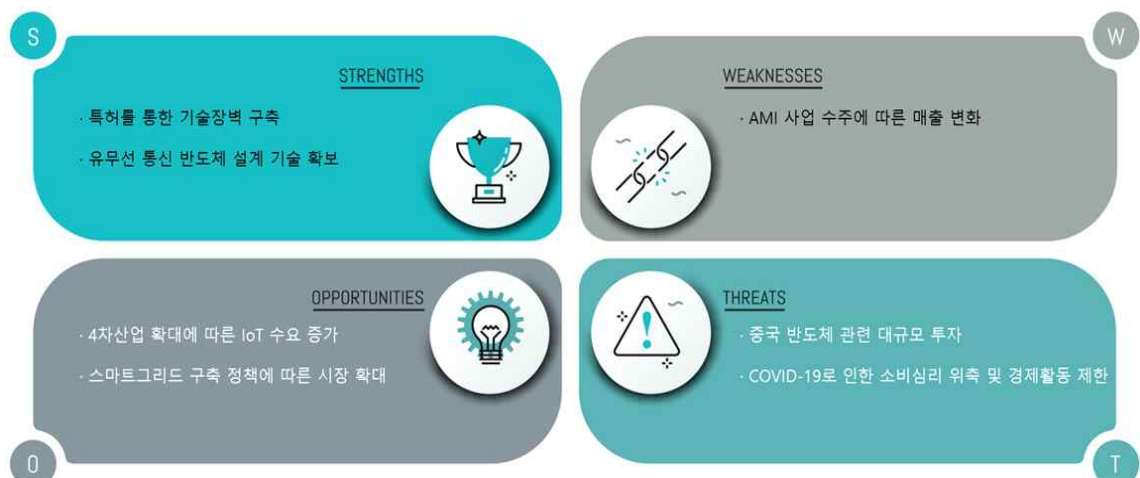 S
STRENGTHS
· 특허를 통한 기술장벽 구축
· 유무선 통신 반도체 설계 기술 확보
W
WEAKNESSES
· AMI 사업 수주에 따른 매출 변화
OPPORTUNITIES
· 4차산업 확대에 따른 IoT 수요 증가
· 스마트그리드 구축 정책에 따른 시장 확대
O
THREATS
· 중국 반도체 관련 대규모 투자
· COVID-19로 인한 소비심리 위축 및 경제활동 제한
T